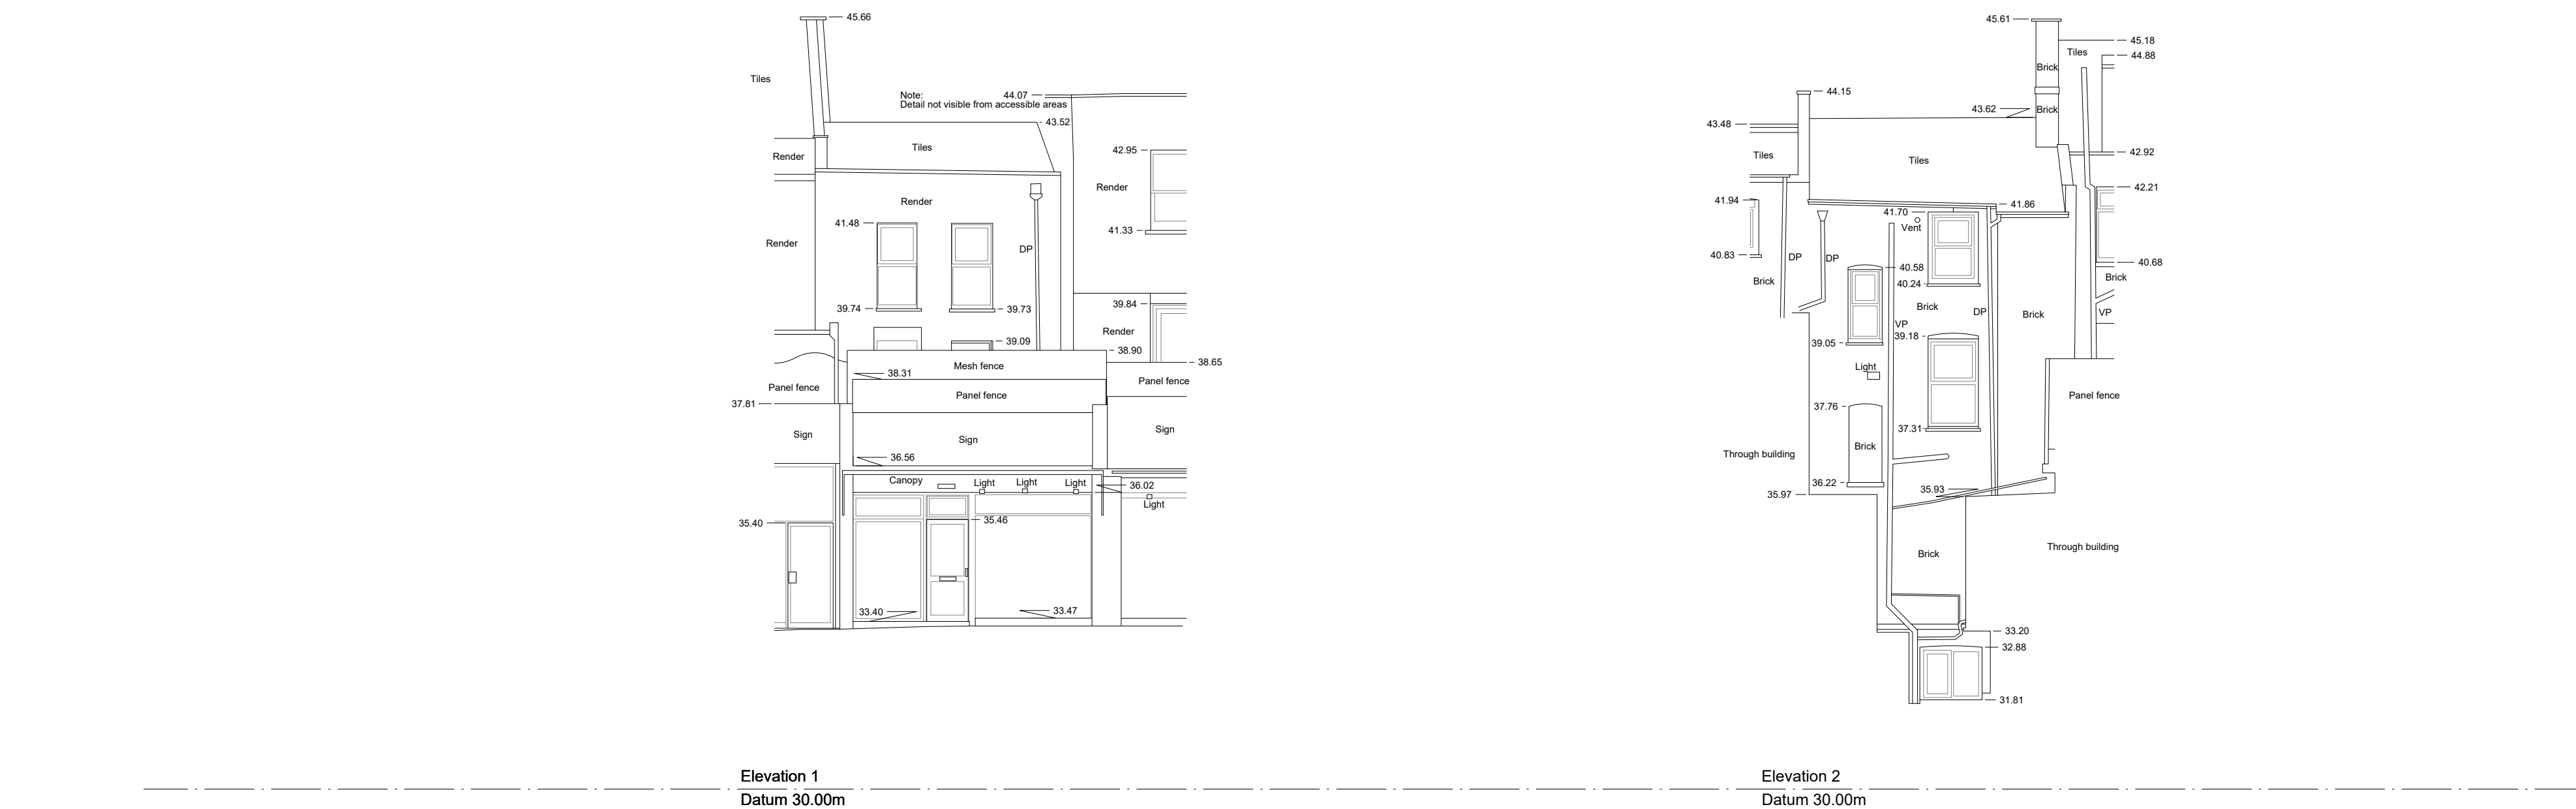 45.66
Tiles
Note:
44.07
Detail not visible from accessible areas
43.52
Tiles
42.95
Render
Render
Render
41.48
41.33
Render
DP
39.74
39.73
39.84
Render
39.09
38.90
38.65
Mesh fence
38.31
Panel fence
Panel fence
Panel fence
37.81
Sign
Sign
Sign
36.56
Canopy
Light
Light
Light
36.02
Light
35.40
35.46
33.40
33.47
Elevation 1
Datum 30.00m
45.61
45.18
Tiles
44.88
Brick
44.15
43.62
Brick
43.48
42.92
Tiles
Tiles
42.21
41.94
41.86
41.70
Vent
40.83
DP
DP
40.58
40.68
Brick
40.24
Brick
Brick
DP
Brick
VP
VP
39.18
39.05
Light
37.76
Panel fence
37.31
Brick
Through building
36.22
35.97
35.93
Brick
Through building
33.20
32.88
31.81
Elevation 2
Datum 30.00m